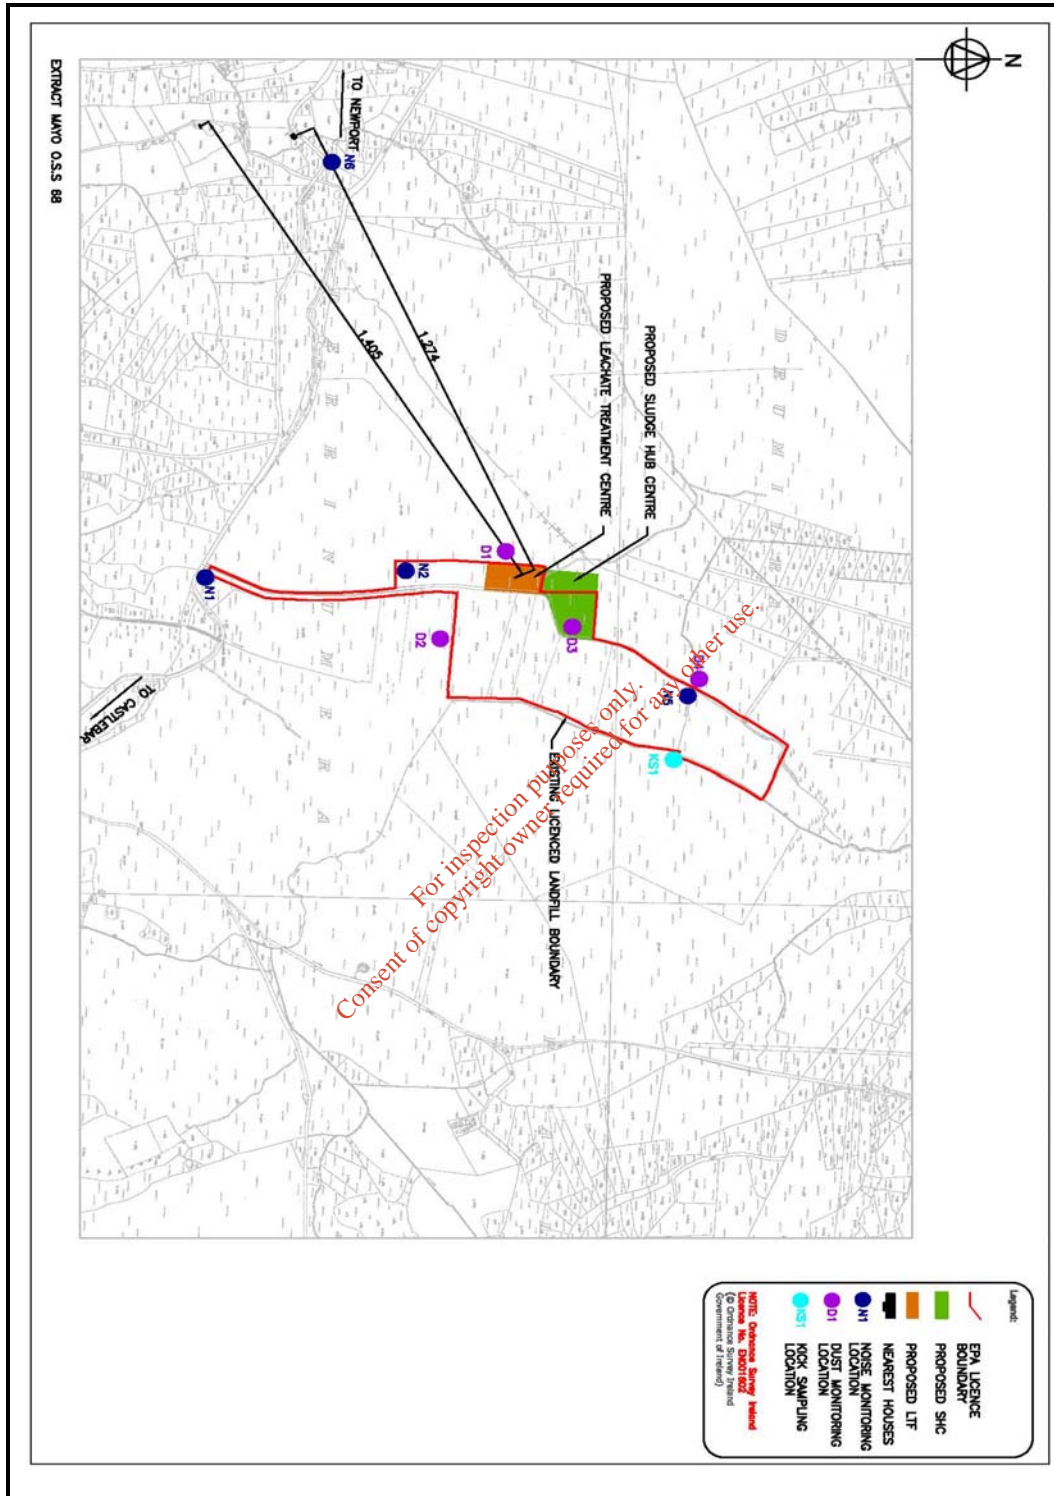 N
EXTRACT MAYO O.S.S 68
TO NEWPORT
N6
1.405
1.274
PROPOSED LEACHATE TREATMENT CENTRE
PROPOSED SLUDGE HUB CENTRE
D R U M I L
D E R R I N U M E R A
D1
N2
N1
D2
D3
D4
N5
KS1
TO CASTLEBAR
EXISTING LICENCED LANDFILL BOUNDARY
For inspection purposes only.
Consent of copyright owner required for any other use.
Legend:
EPA LICENCE
BOUNDARY
PROPOSED SHC
PROPOSED LTF
NEAREST HOUSES
N1
NOISE MONITORING
LOCATION
D1
DUST MONITORING
LOCATION
KS1
KICK SAMPLING
LOCATION
NOTE: Ordnance Survey Ireland
Licence No. EN001602
(© Ordnance Survey Ireland
Government of Ireland)